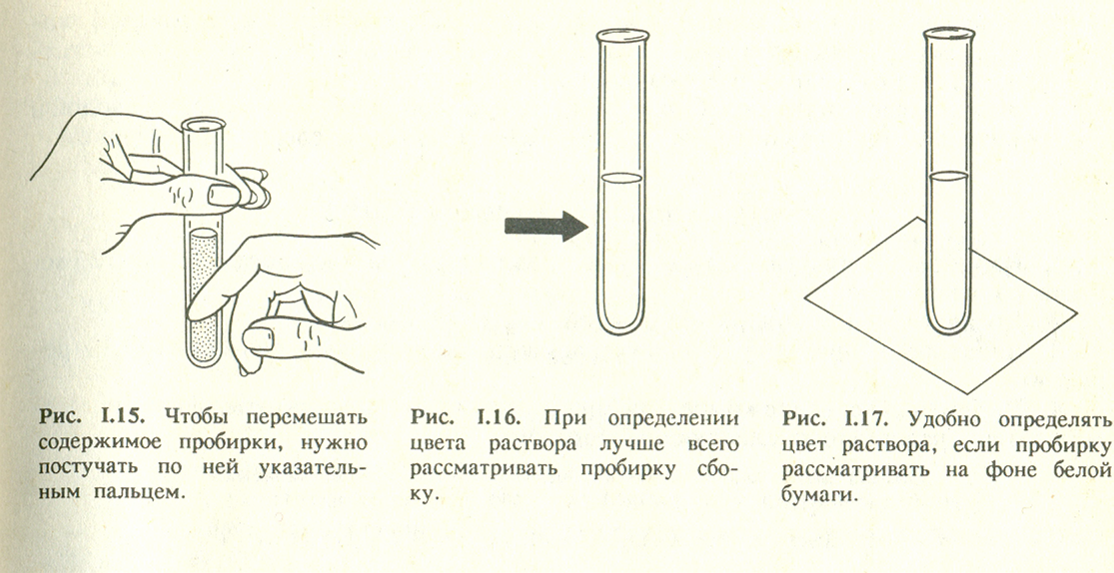 Рис. I.15. Чтобы перемешать
содержимое пробирки, нужно
постучать по ней указатель-
ным пальцем.
Рис. I.16. При определении
цвета раствора лучше всего
рассматривать пробирку сбо-
ку.
Рис. I.17. Удобно определять
цвет раствора, если пробирку
рассматривать на фоне белой
бумаги.